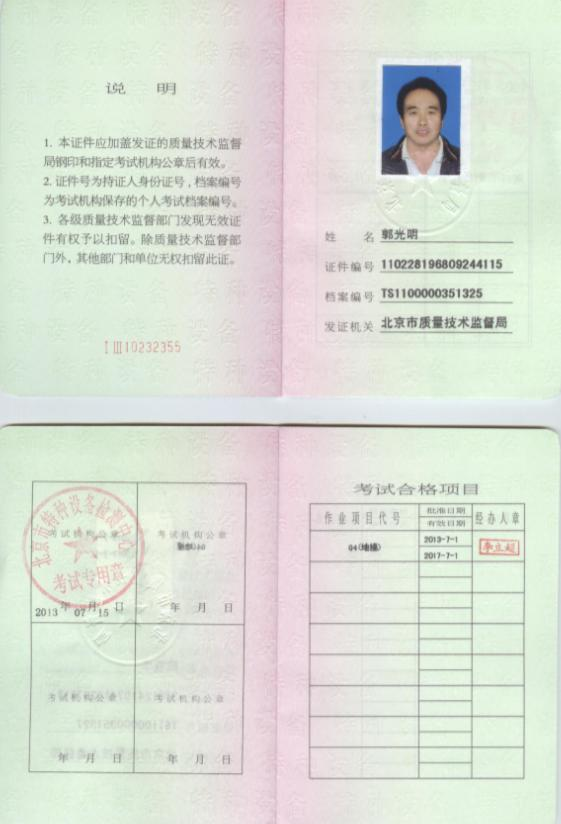 说 明
1. 本证件应加盖发证的质量技术监督
局钢印和指定考试机构公章后有效。
2. 证件号为持证人身份证号，档案编号
为考试机构保存的个人考试档案编号。
3. 各级质量技术监督部门发现无效证
件有权予以扣留。除质量技术监督部
门外，其他部门和单位无权扣留此证。
I III10232355
姓 名 郭光明
证件编号 110228196809244115
档案编号 TS1100000351325
发证机关 北京市质量技术监督局
北京市特种设备检测中心
考试专用章
考试机构公章
2013 年 07 月 15 日
考试机构公章
年 月 日
考试机构公章
年 月 日
考试机构公章
年 月 日
考试合格项目
作业项目代号 批准日期 经办人章
有效日期
2013-7-1
2017-7-1
李立超